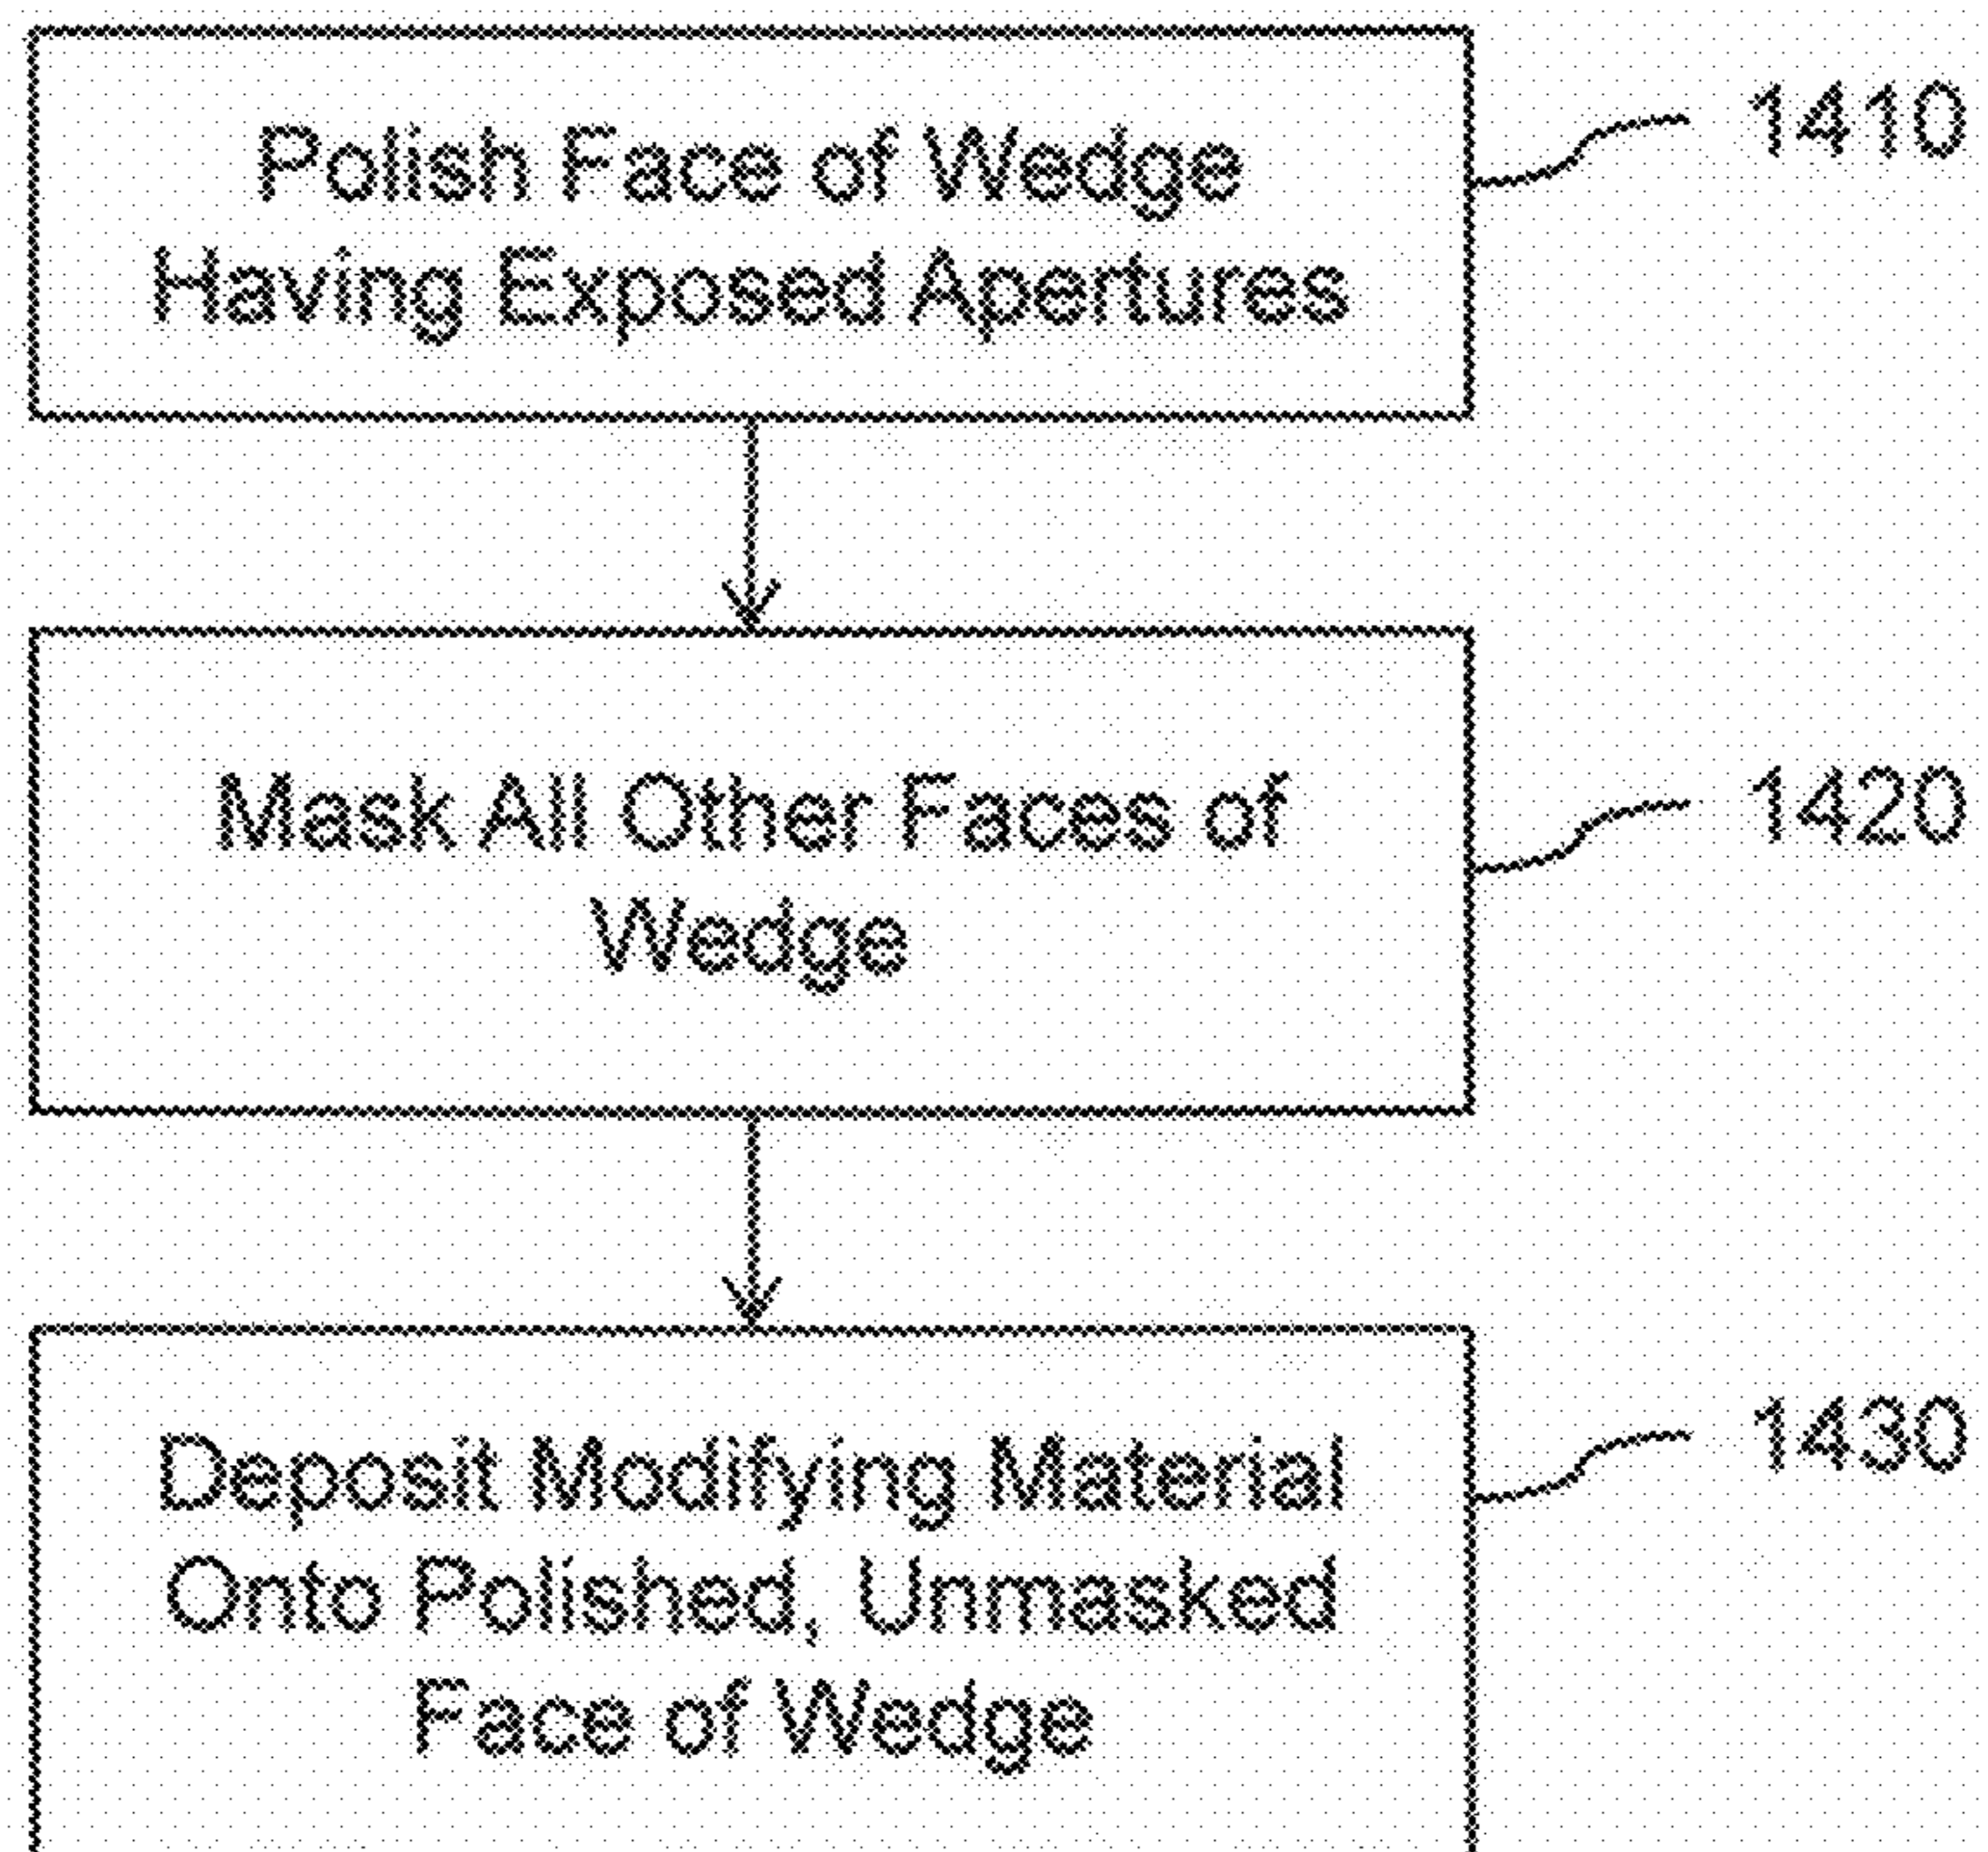 Polish Face of Wedge
Having Exposed Apertures
1410
Mask All Other Faces of
Wedge
1420
Deposit Modifying Material
Onto Polished, Unmasked
Face of Wedge
1430